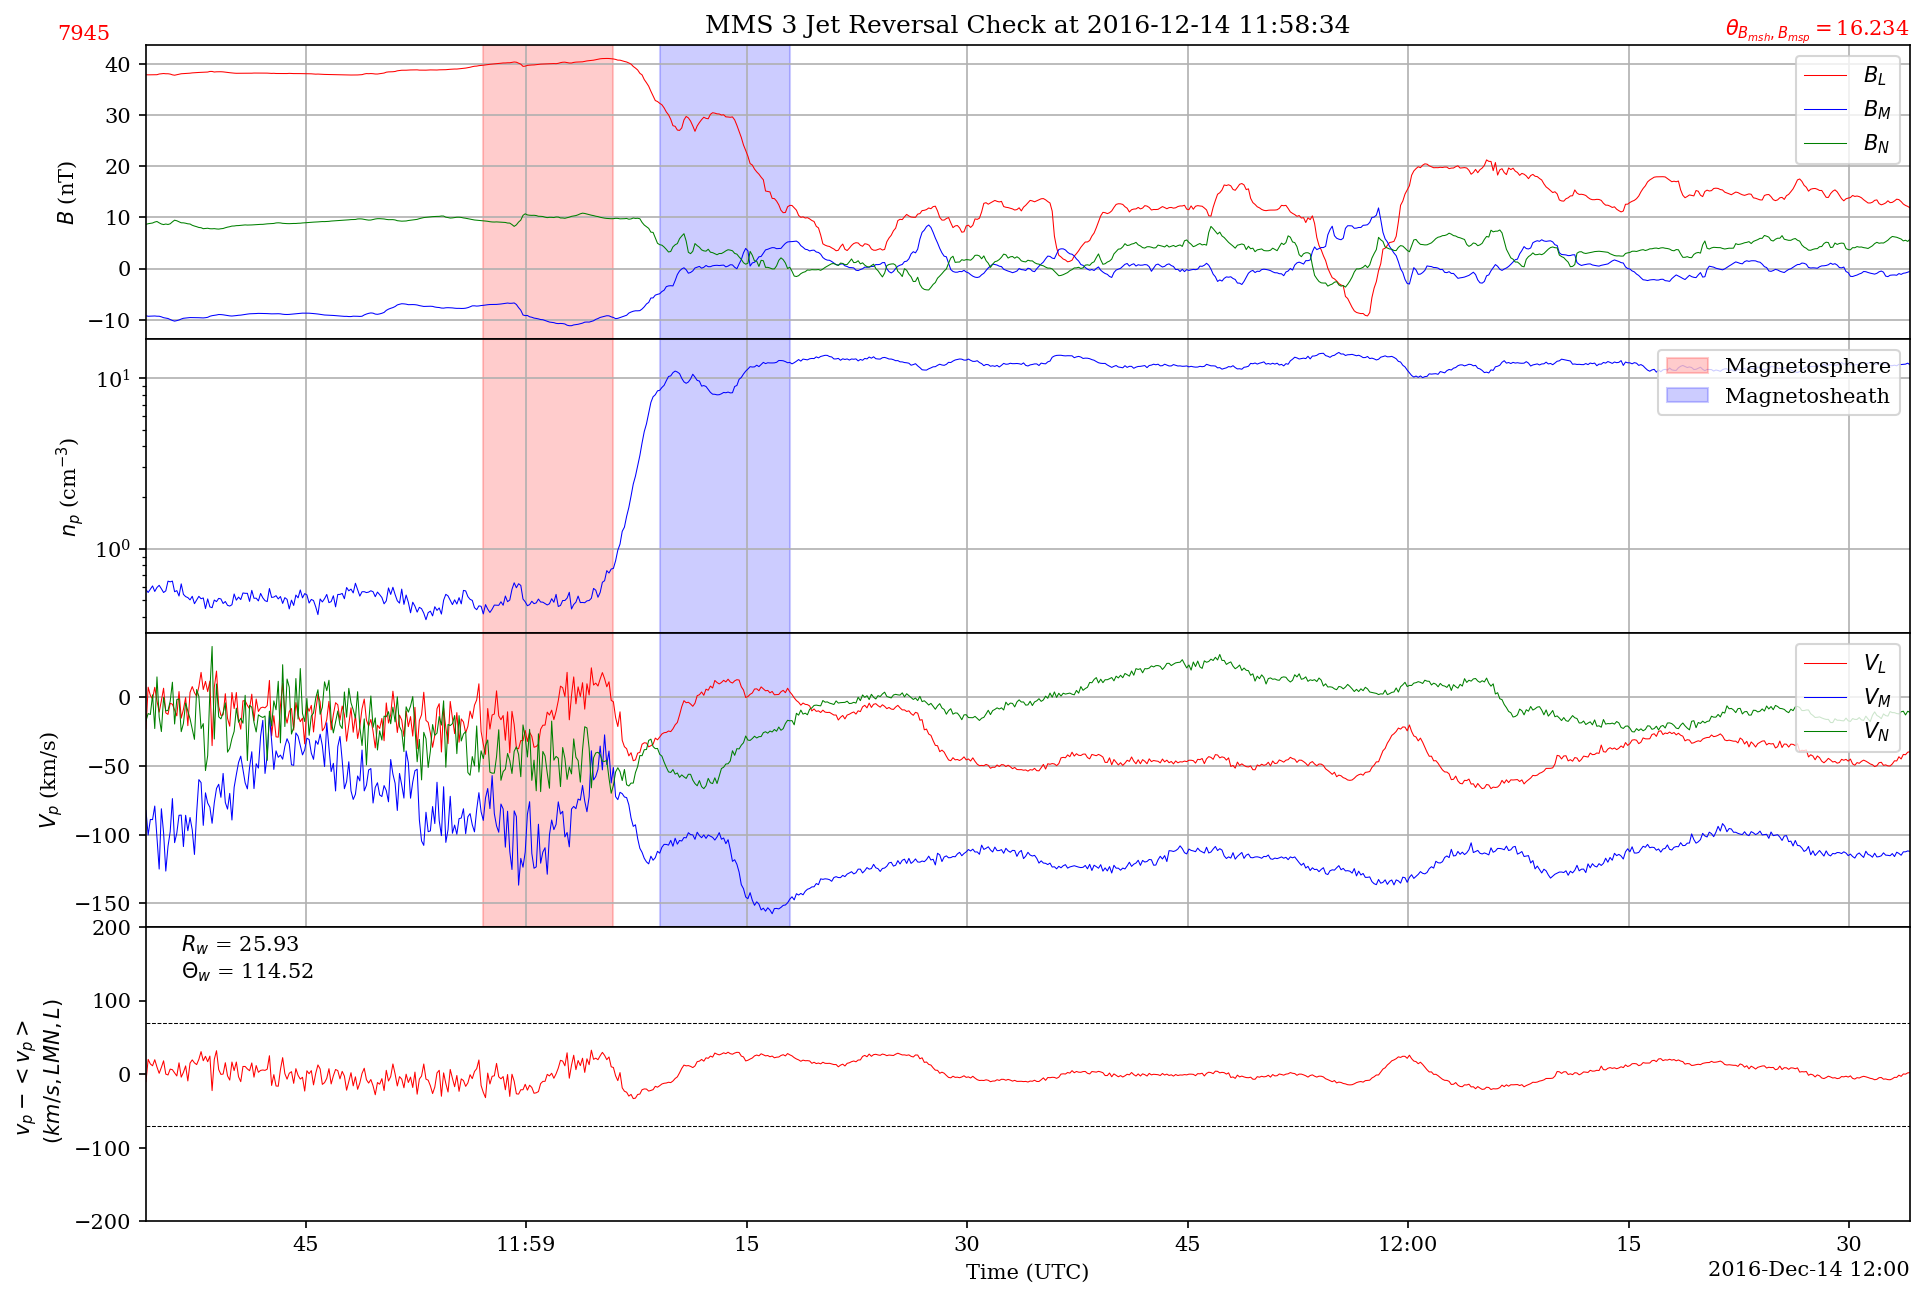 7945
MMS 3 Jet Reversal Check at 2016-12-14 11:58:34
θ_{B_{msh}, B_{msp}} = 16.234
B (nT)
40
30
20
10
0
−10
B_L
B_M
B_N
n_p (cm⁻³)
10¹
10⁰
Magnetosphere
Magnetosheath
V_p (km/s)
0
−50
−100
−150
V_L
V_M
V_N
v_p − < v_p >
(km/s, LMN, L)
200
100
0
−100
−200
R_w = 25.93
Θ_w = 114.52
45
11:59
15
30
45
12:00
15
30
Time (UTC)
2016-Dec-14 12:00